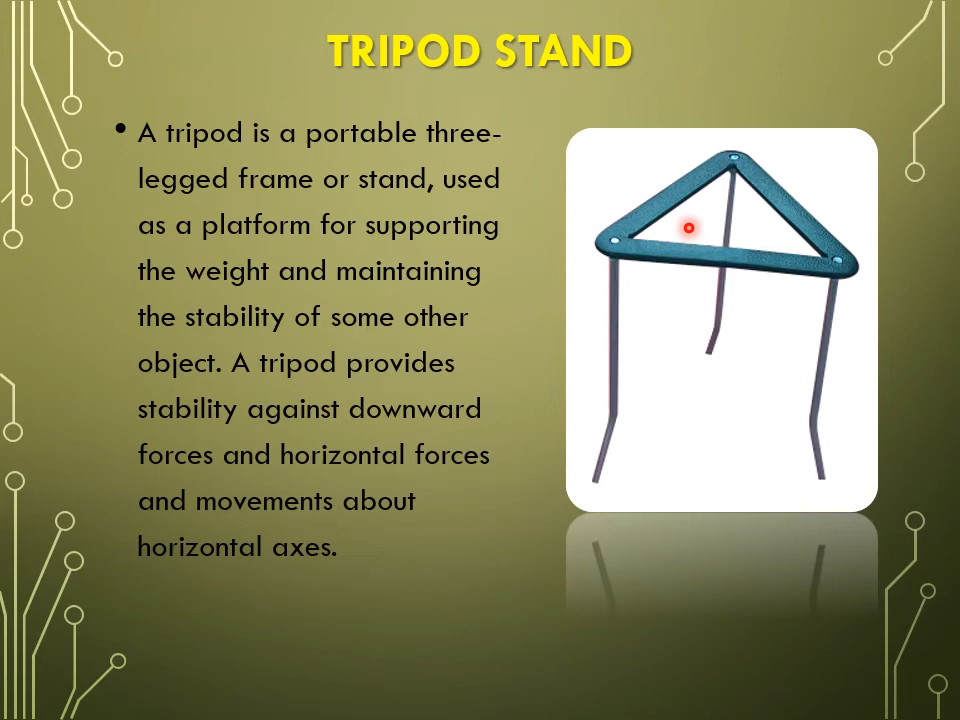 TRIPOD STAND
• A tripod is a portable three-
legged frame or stand, used
as a platform for supporting
the weight and maintaining
the stability of some other
object. A tripod provides
stability against downward
forces and horizontal forces
and movements about
horizontal axes.